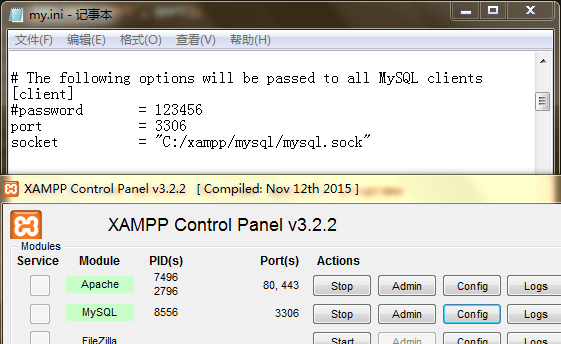 my.ini - 记事本
文件(F) 编辑(E) 格式(O) 查看(V) 帮助(H)
# The following options will be passed to all MySQL clients
[client]
#password = 123456
port = 3306
socket = "C:/xampp/mysql/mysql.sock"
XAMPP Control Panel v3.2.2 [ Compiled: Nov 12th 2015 ]
XAMPP Control Panel v3.2.2
Modules
Service Module PID(s) Port(s) Actions
Apache 7496 2796 80, 443 Stop Admin Config Logs
MySQL 8556 3306 Stop Admin Config Logs
FileZilla Start Admin Config Logs